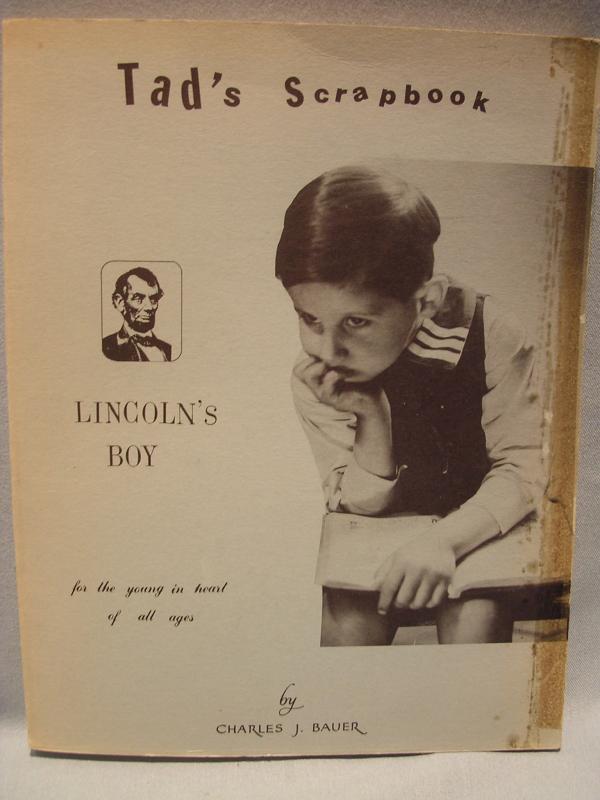 Tad's Scrapbook
LINCOLN'S
BOY
for the young in heart
of all ages
by
CHARLES J. BAUER